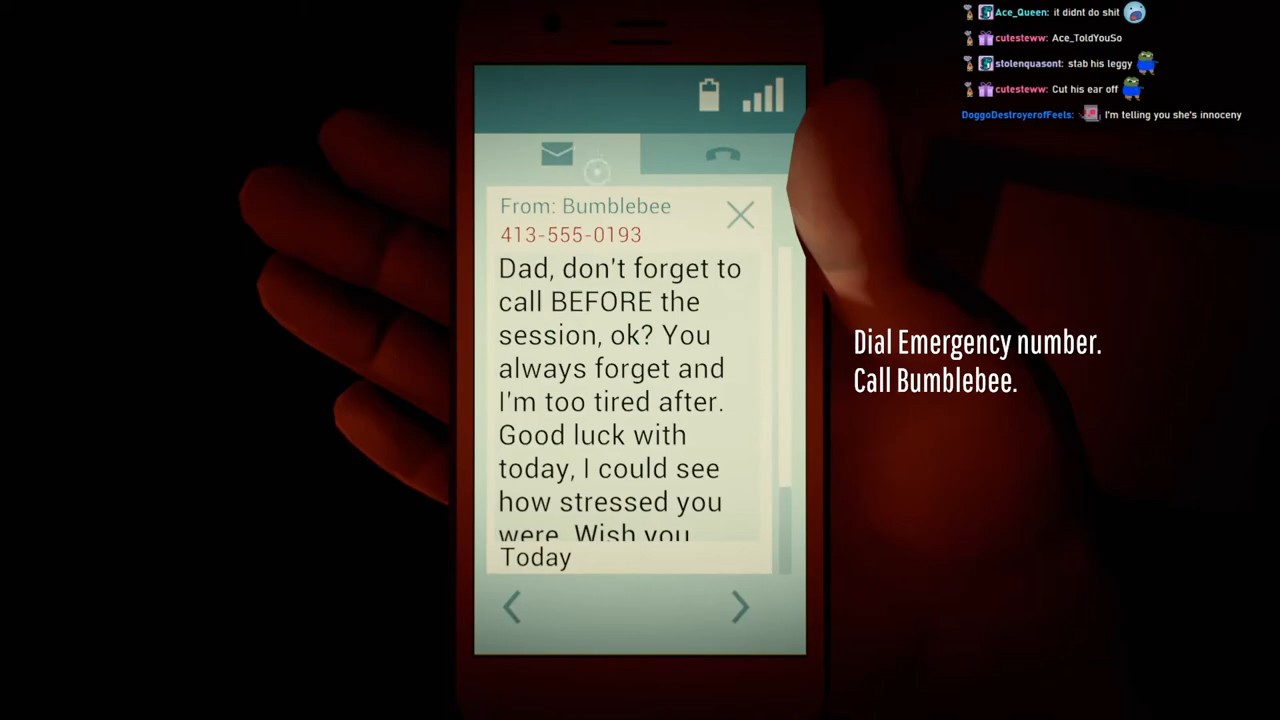 Ace_Queen: it didnt do shit
cutesteww: Ace_ToldYouSo
stolenquasont: stab his leggy
cutesteww: Cut his ear off
DoggoDestroyerofFeels: I'm telling you she's innoceny
From: Bumblebee
413-555-0193
Dad, don't forget to
call BEFORE the
session, ok? You
always forget and
I'm too tired after.
Good luck with
today, I could see
how stressed you
were. Wish you
Today
Dial Emergency number.
Call Bumblebee.